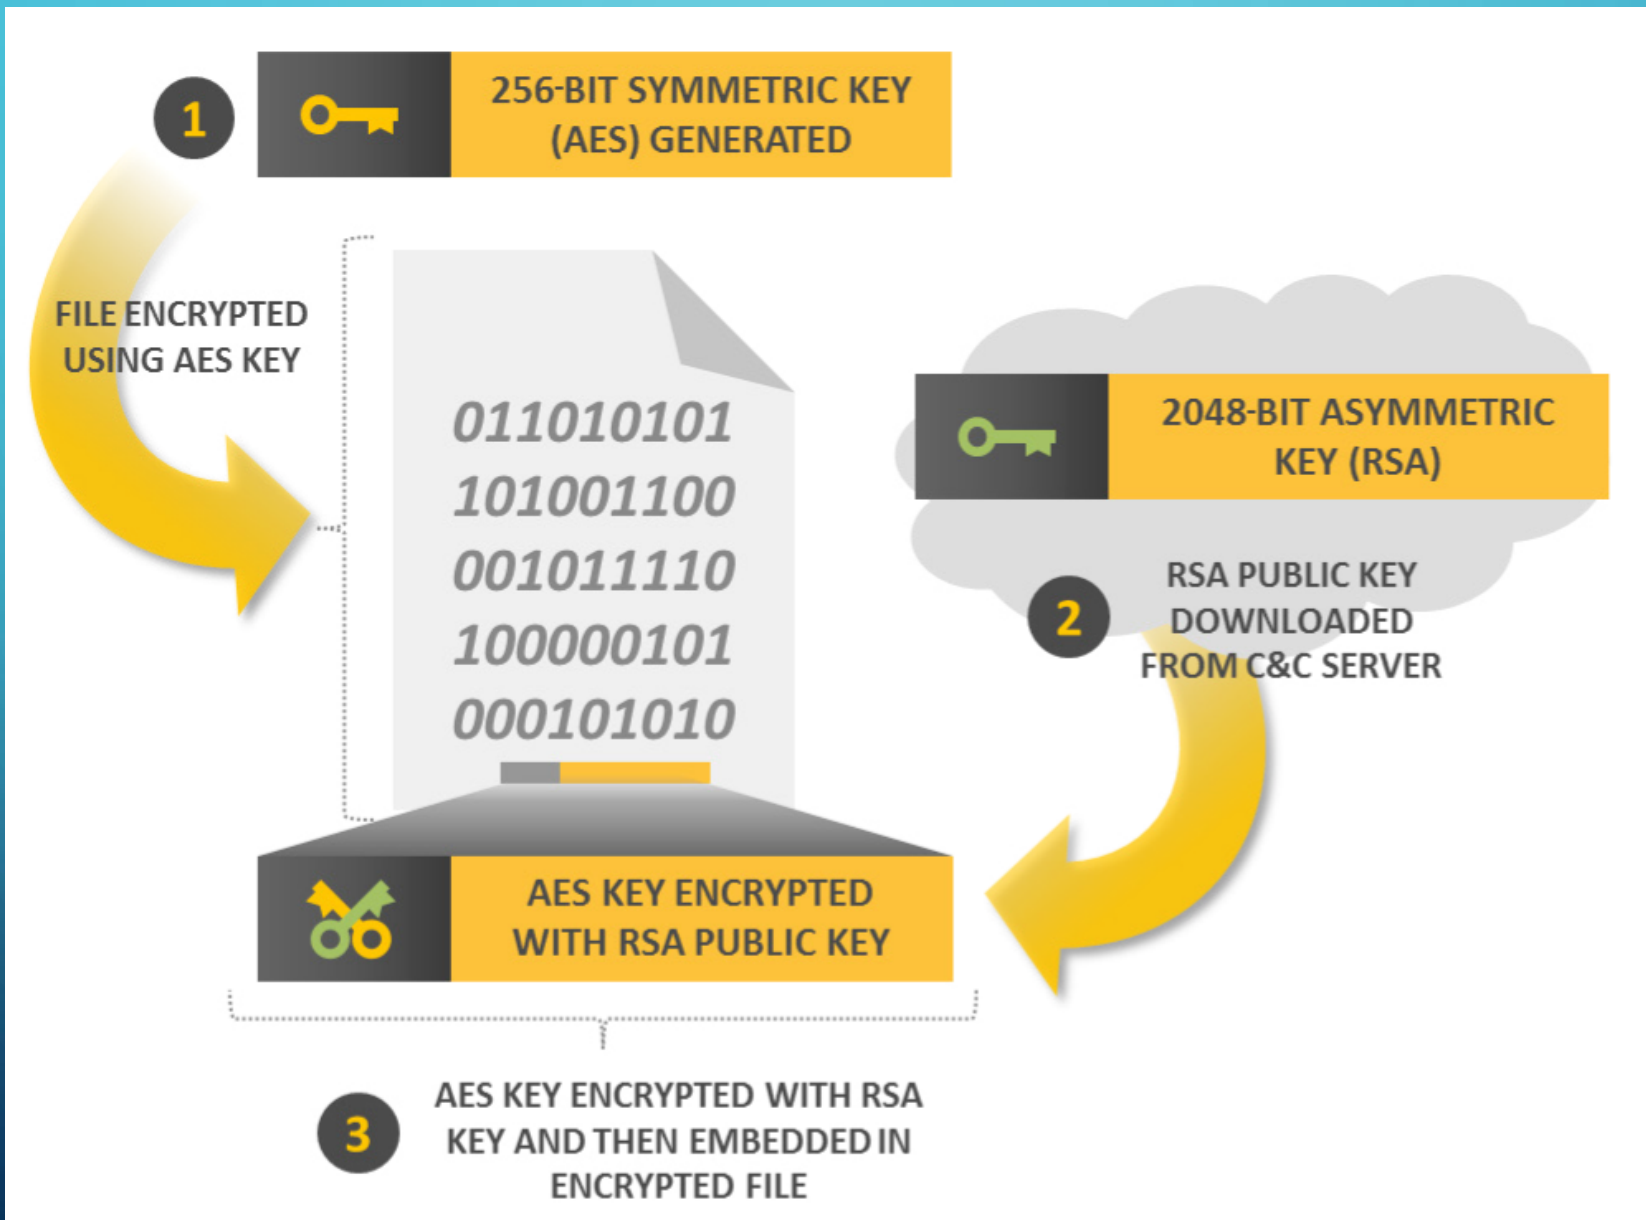 1
256-BIT SYMMETRIC KEY
(AES) GENERATED
FILE ENCRYPTED
USING AES KEY
011010101
101001100
001011110
100000101
000101010
2048-BIT ASYMMETRIC
KEY (RSA)
2
RSA PUBLIC KEY
DOWNLOADED
FROM C&C SERVER
AES KEY ENCRYPTED
WITH RSA PUBLIC KEY
3
AES KEY ENCRYPTED WITH RSA
KEY AND THEN EMBEDDED IN
ENCRYPTED FILE